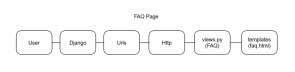 FAQ Page
User
Django
Urls
Http
views.py
(FAQ)
templates
(faq.html)